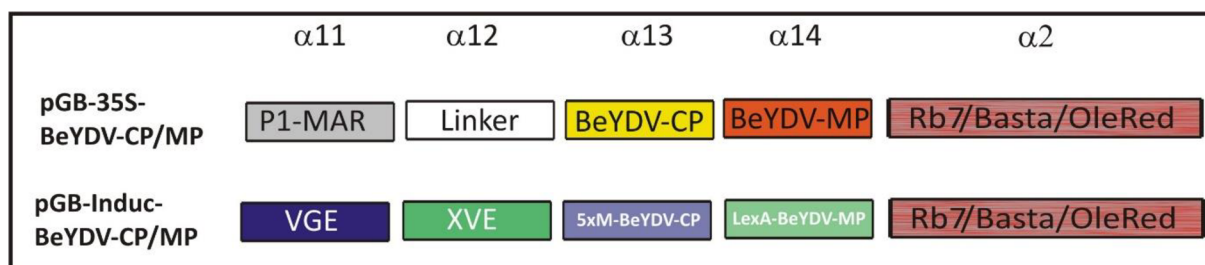 α11 α12 α13 α14 α2
pGB-35S-
BeYDV-CP/MP
P1-MAR Linker BeYDV-CP BeYDV-MP Rb7/Basta/OleRed
pGB-Induc-
BeYDV-CP/MP
VGE XVE 5xM-BeYDV-CP LexA-BeYDV-MP Rb7/Basta/OleRed